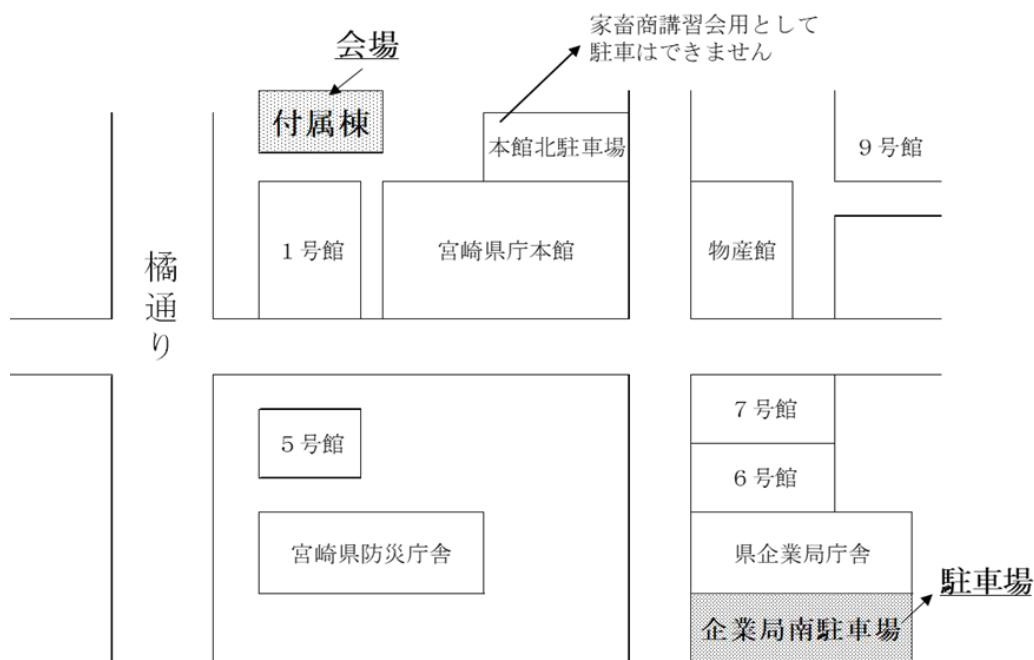 家畜商講習会用として
駐車はできません
会場
付属棟
本館北駐車場
９号館
１号館
宮崎県庁本館
物産館
橘通り
７号館
５号館
６号館
宮崎県防災庁舎
県企業局庁舎
駐車場
企業局南駐車場